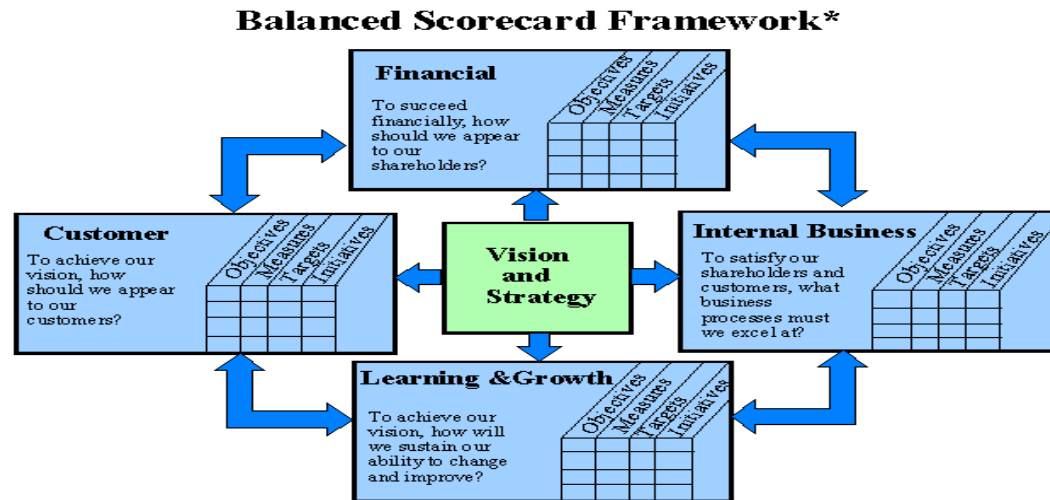 Balanced Scorecard Framework*
Financial
To succeed
financially, how
should we appear
to our
shareholders?
Objectives
Measures
Targets
Initiatives
Customer
To achieve our
vision, how
should we appear
to our
customers?
Objectives
Measures
Targets
Initiatives
Vision
and
Strategy
Internal Business
To satisfy our
shareholders and
customers, what
business
processes must
we excel at?
Objectives
Measures
Targets
Initiatives
Learning &Growth
To achieve our
vision, how will
we sustain our
ability to change
and improve?
Objectives
Measures
Targets
Initiatives